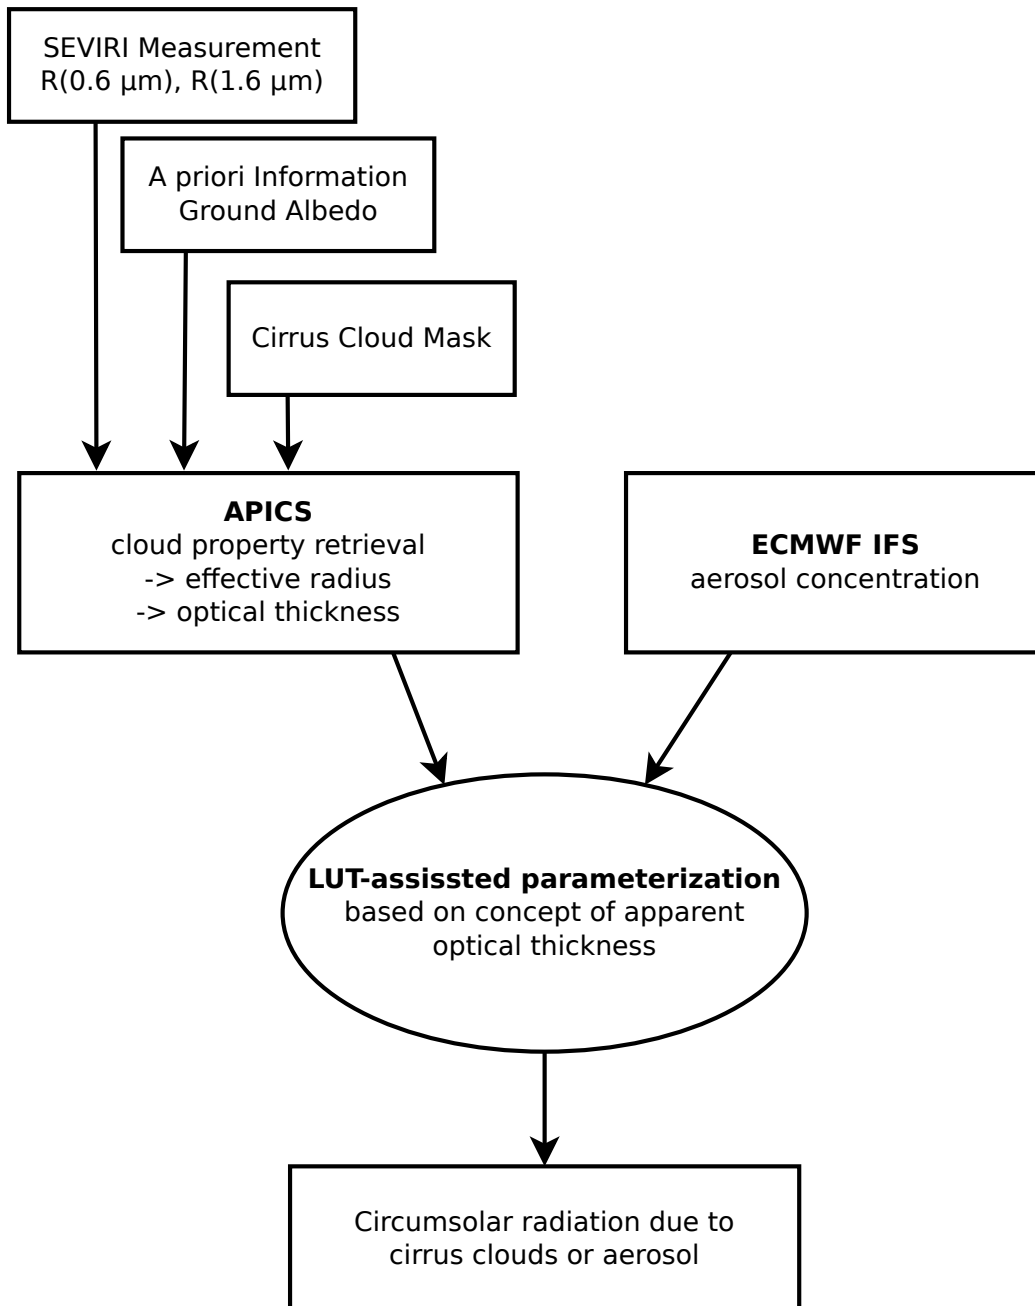 SEVIRI Measurement
R(0.6 µm), R(1.6 µm)
A priori Information
Ground Albedo
Cirrus Cloud Mask
APICS
cloud property retrieval
-> effective radius
-> optical thickness
ECMWF IFS
aerosol concentration
LUT-assissted parameterization
based on concept of apparent
optical thickness
Circumsolar radiation due to
cirrus clouds or aerosol